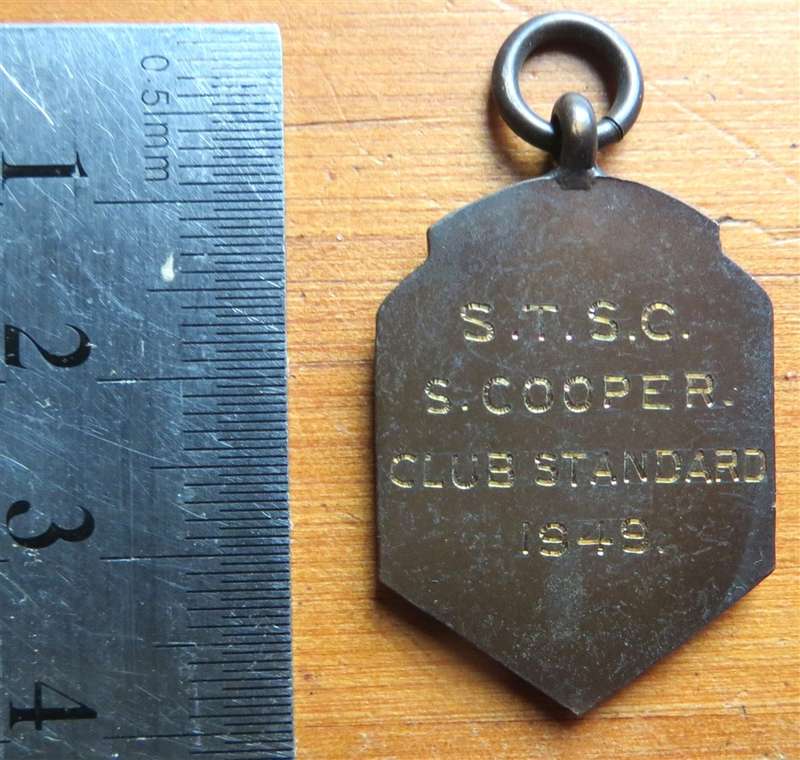 0.5mm
1
2
3
4
S.T.S.C.
S. COOPER.
CLUB STANDARD
1949.